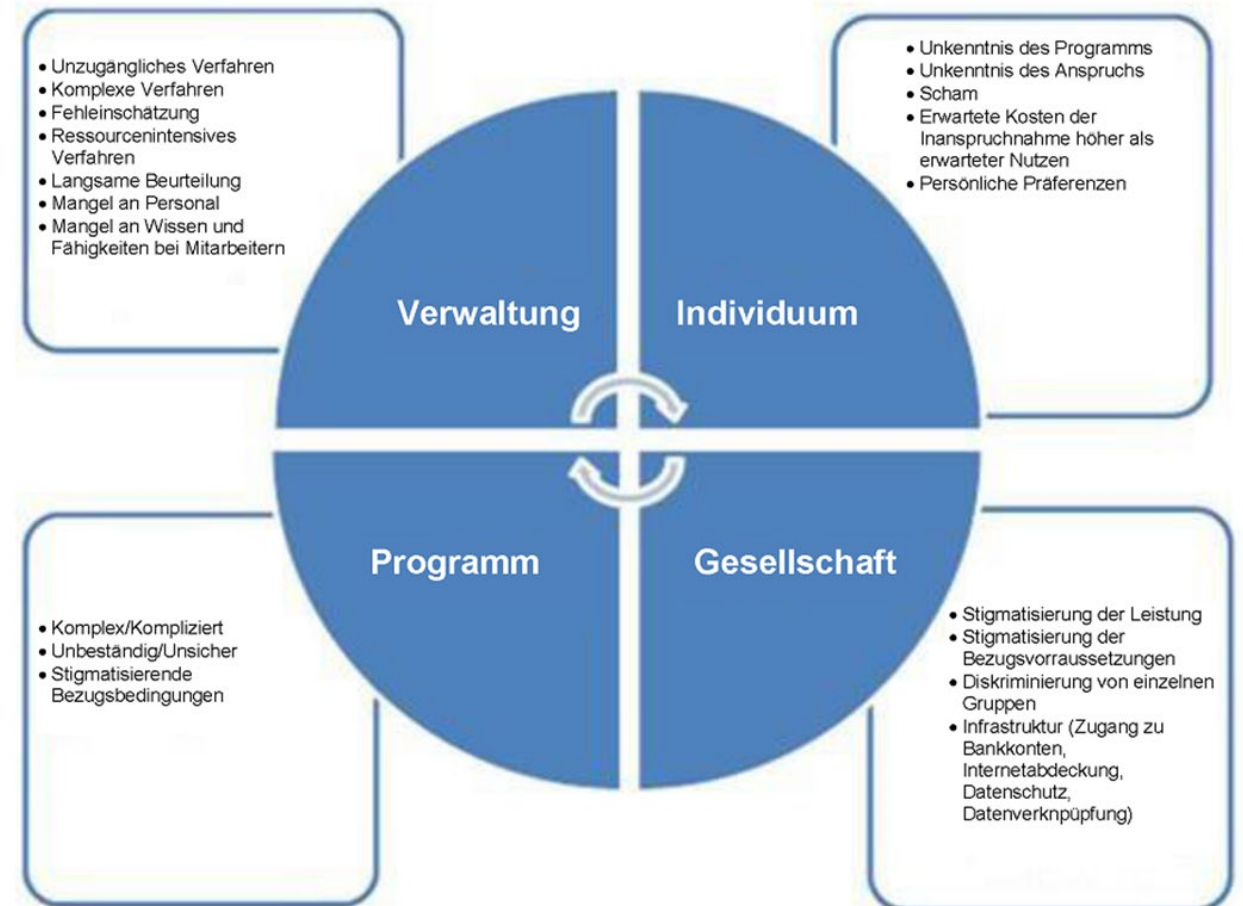 • Unzugängliches Verfahren
• Komplexe Verfahren
• Fehleinschätzung
• Ressourcenintensives
Verfahren
• Langsame Beurteilung
• Mangel an Personal
• Mangel an Wissen und
Fähigkeiten bei Mitarbeitern
• Unkenntnis des Programms
• Unkenntnis des Anspruchs
• Scham
• Erwartete Kosten der
Inanspruchnahme höher als
erwarteter Nutzen
• Persönliche Präferenzen
Verwaltung
Individuum
Programm
Gesellschaft
• Komplex/Kompliziert
• Unbeständig/Unsicher
• Stigmatisierende
Bezugsbedingungen
• Stigmatisierung der Leistung
• Stigmatisierung der
Bezugsvorraussetzungen
• Diskriminierung von einzelnen
Gruppen
• Infrastruktur (Zugang zu
Bankkonten,
Internetabdeckung,
Datenschutz,
Datenverknpüpfung)